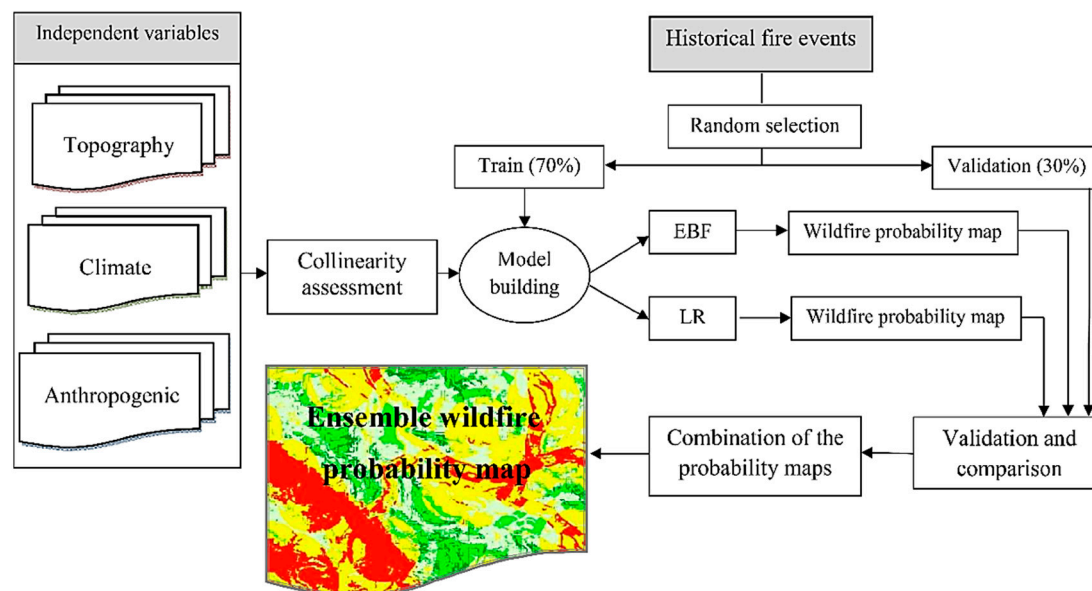 Independent variables
Topography
Climate
Anthropogenic
Historical fire events
Random selection
Train (70%)
Validation (30%)
Collinearity
assessment
Model
building
EBF
Wildfire probability map
LR
Wildfire probability map
Validation and
comparison
Combination of the
probability maps
Ensemble wildfire
probability map